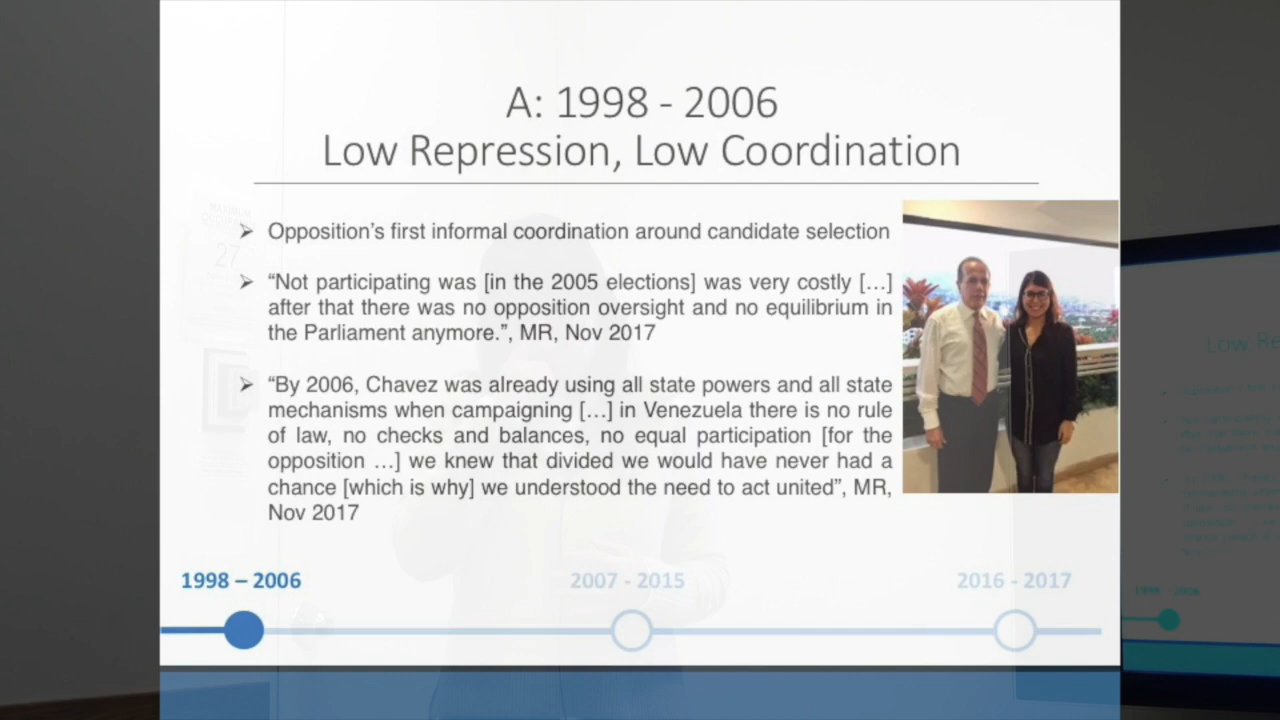 A: 1998 - 2006
Low Repression, Low Coordination
➢ Opposition’s first informal coordination around candidate selection
➢ “Not participating was [in the 2005 elections] was very costly […]
after that there was no opposition oversight and no equilibrium in
the Parliament anymore.”, MR, Nov 2017
➢ “By 2006, Chavez was already using all state powers and all state
mechanisms when campaigning […] in Venezuela there is no rule
of law, no checks and balances, no equal participation [for the
opposition …] we knew that divided we would have never had a
chance [which is why] we understood the need to act united”, MR,
Nov 2017
1998 – 2006
2007 - 2015
2016 - 2017
27
Low Re
1998 - 2006